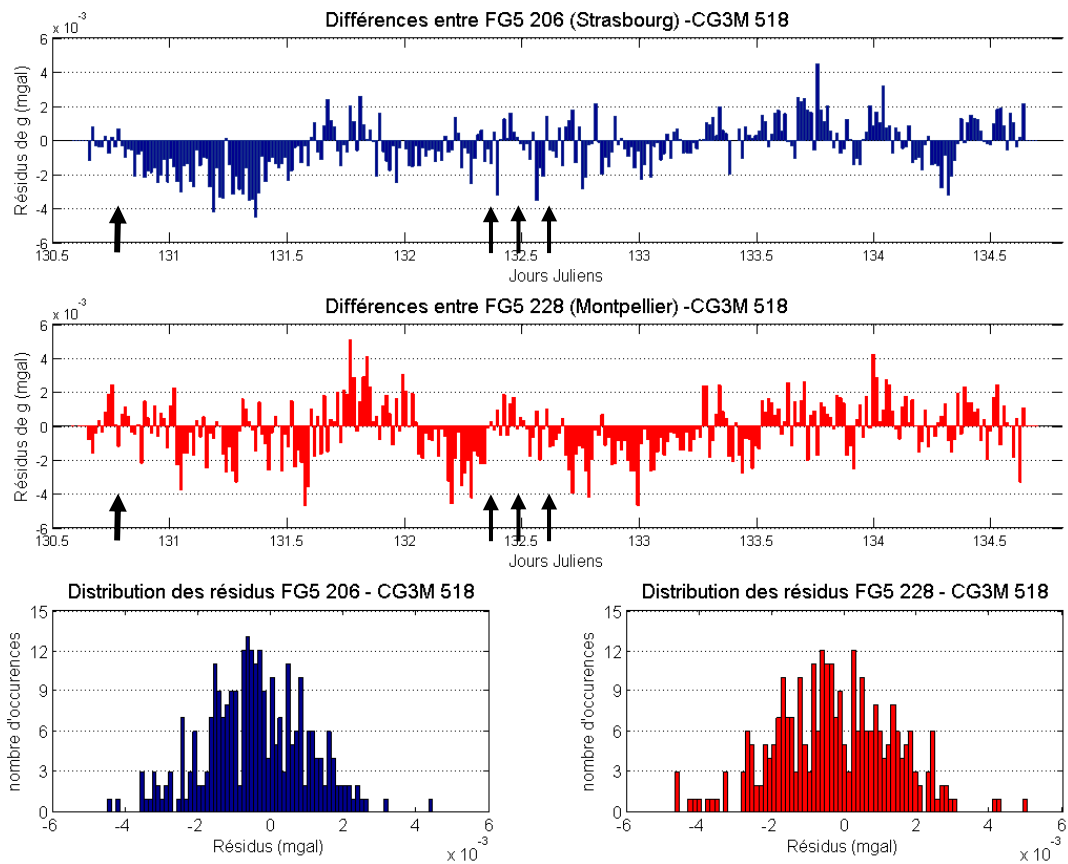 Différences entre FG5 206 (Strasbourg) -CG3M 518
x 10⁻³
6
4
2
0
-2
-4
-6
Résidus de g (mgal)
130.5 131 131.5 132 132.5 133 133.5 134 134.5
Jours Juliens
Différences entre FG5 228 (Montpellier) -CG3M 518
x 10⁻³
6
4
2
0
-2
-4
-6
Résidus de g (mgal)
130.5 131 131.5 132 132.5 133 133.5 134 134.5
Jours Juliens
Distribution des résidus FG5 206 - CG3M 518
15
12
9
6
3
0
nombre d'occurences
-6 -4 -2 0 2 4 6
Résidus (mgal)
x 10⁻³
Distribution des résidus FG5 228 - CG3M 518
15
12
9
6
3
0
nombre d'occurences
-6 -4 -2 0 2 4 6
Résidus (mgal)
x 10⁻³